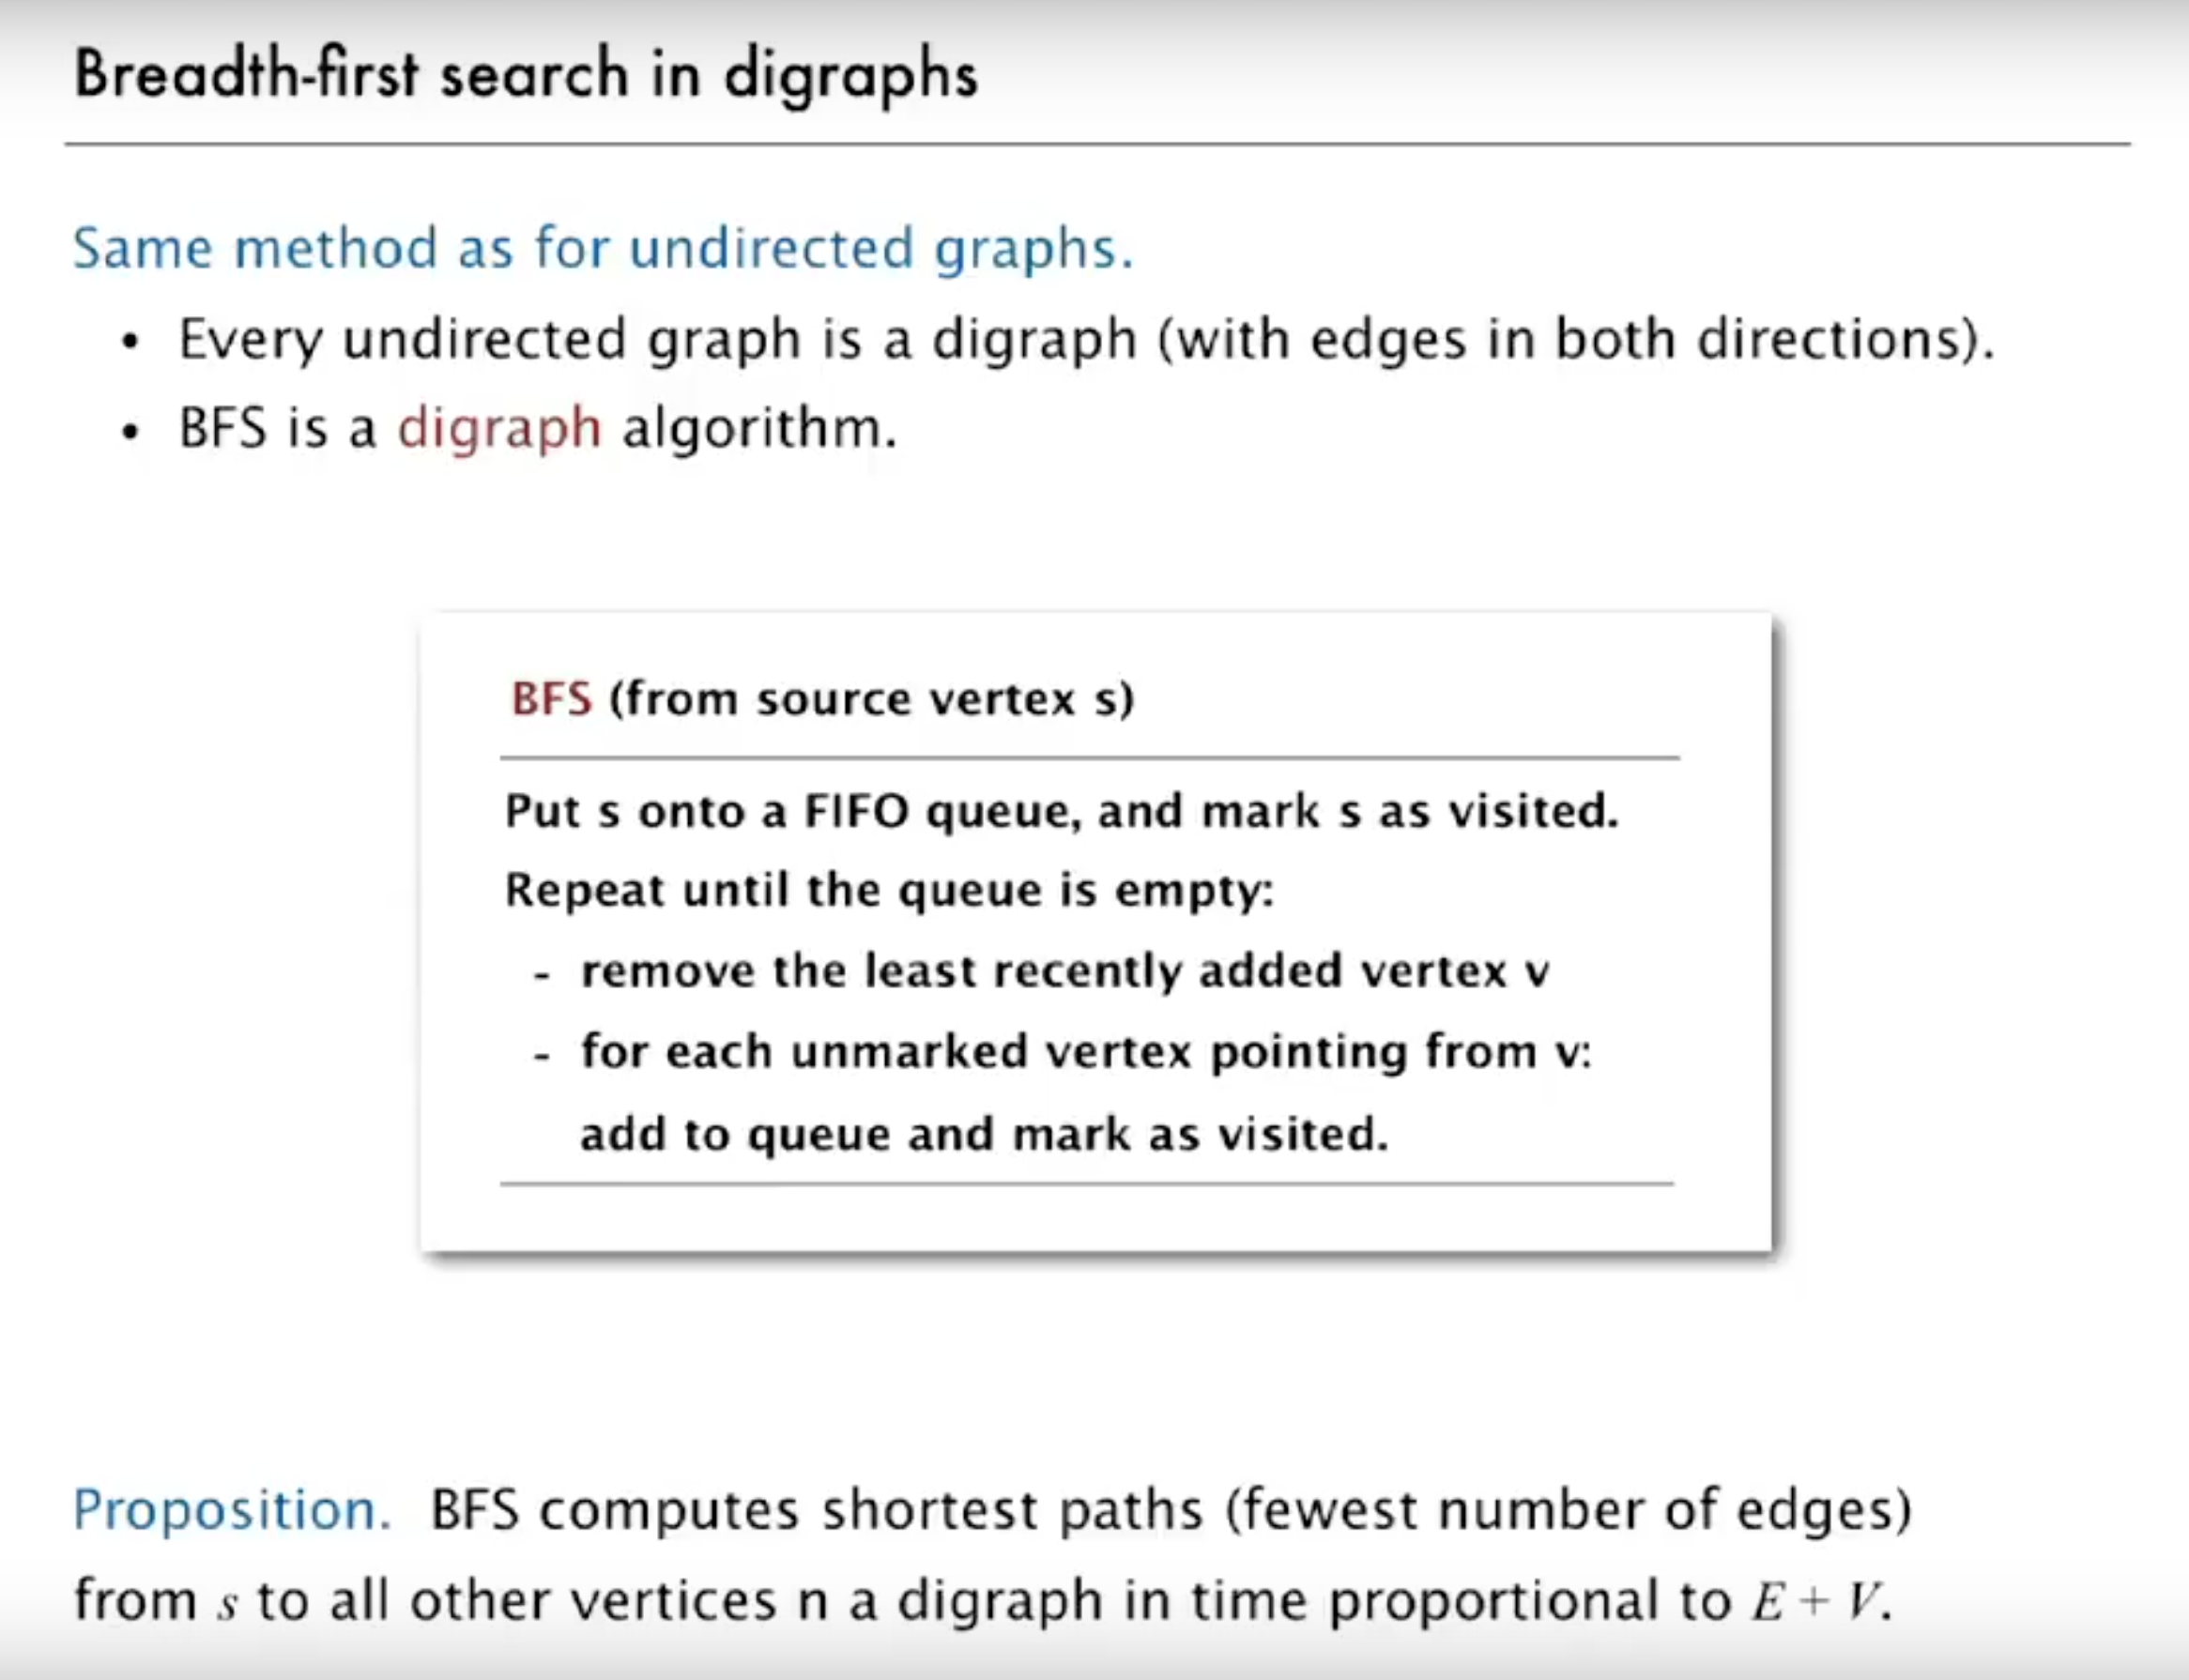 Breadth-first search in digraphs
Same method as for undirected graphs.
• Every undirected graph is a digraph (with edges in both directions).
• BFS is a digraph algorithm.
BFS (from source vertex s)
Put s onto a FIFO queue, and mark s as visited.
Repeat until the queue is empty:
- remove the least recently added vertex v
- for each unmarked vertex pointing from v:
add to queue and mark as visited.
Proposition. BFS computes shortest paths (fewest number of edges)
from s to all other vertices n a digraph in time proportional to E + V.